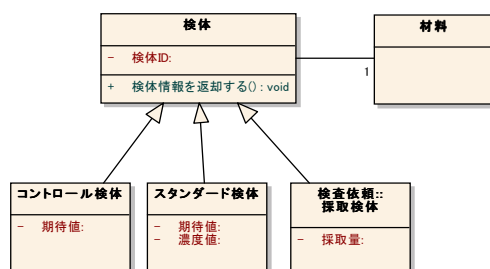 検体
- 検体ID:
+ 検体情報を返却する() : void
材料
1
コントロール検体
- 期待値:
スタンダード検体
- 期待値:
- 濃度値:
検査依頼::
採取検体
- 採取量: